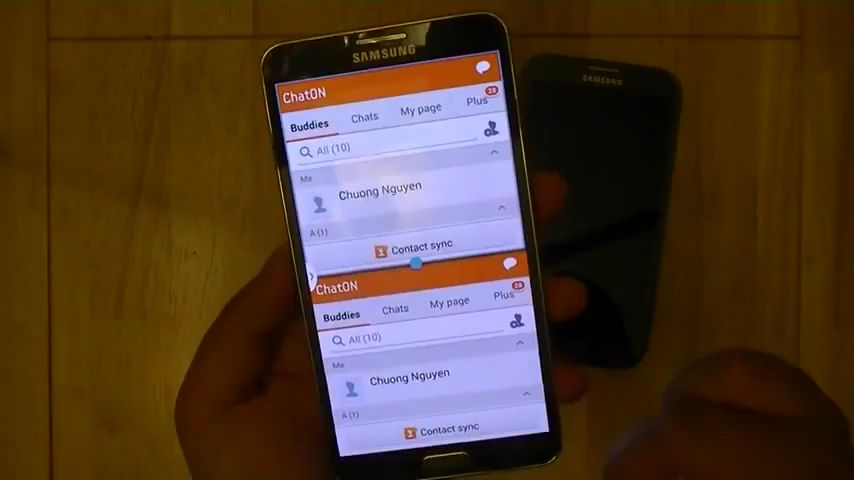 SAMSUNG
SAMSUNG
ChatON
Buddies Chats My page Plus 28
All (10)
Me
Chuong Nguyen
A (1)
Contact sync
ChatON
Buddies Chats My page Plus 28
All (10)
Me
Chuong Nguyen
A (1)
Contact sync